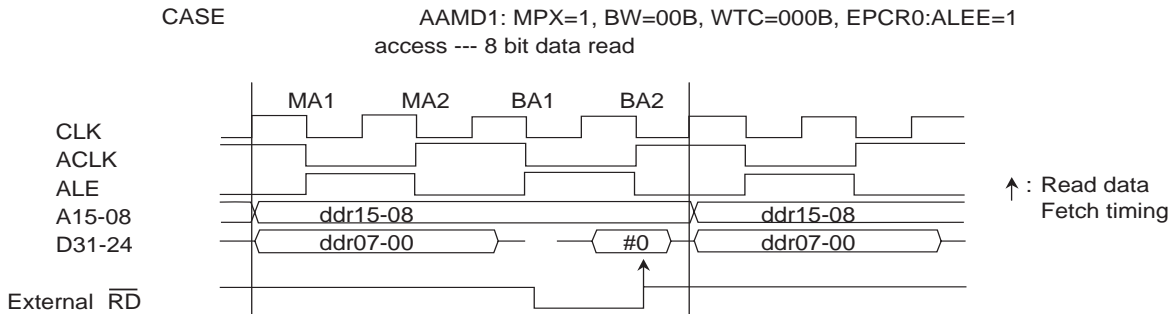 CASE AAMD1: MPX=1, BW=00B, WTC=000B, EPCR0:ALEE=1
access --- 8 bit data read
MA1 MA2 BA1 BA2
CLK
ACLK
ALE
A15-08 ddr15-08 ddr15-08
D31-24 ddr07-00 #0 ddr07-00
External RD
↑ : Read data
Fetch timing